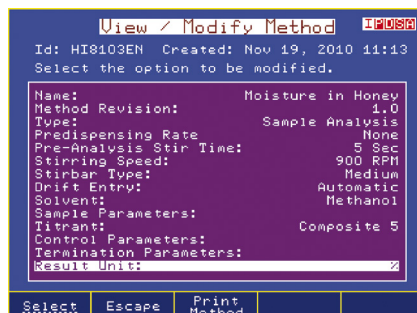 View / Modify Method IPDSA
Id: HI8103EN Created: Nov 19, 2010 11:13
Select the option to be modified.
Name: Moisture in Honey
Method Revision: 1.0
Type: Sample Analysis
Predispensing Rate None
Pre-Analysis Stir Time: 5 Sec
Stirring Speed: 900 RPM
Stirbar Type: Medium
Drift Entry: Automatic
Solvent: Methanol
Sample Parameters:
Titrant: Composite 5
Control Parameters:
Termination Parameters:
Result Unit: %
Select Escape Print Method